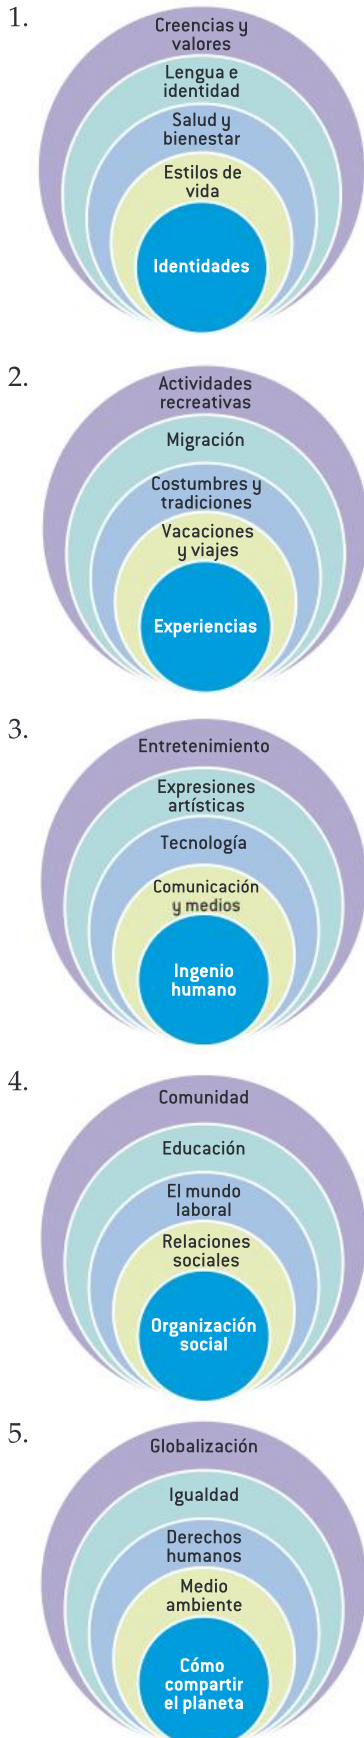 1.
Creencias y
valores
Lengua e
identidad
Salud y
bienestar
Estilos de
vida
Identidades
2.
Actividades
recreativas
Migración
Costumbres y
tradiciones
Vacaciones
y viajes
Experiencias
3.
Entretenimiento
Expresiones
artísticas
Tecnología
Comunicación
y medios
Ingenio
humano
4.
Comunidad
Educación
El mundo
laboral
Relaciones
sociales
Organización
social
5.
Globalización
Igualdad
Derechos
humanos
Medio
ambiente
Cómo
compartir
el planeta